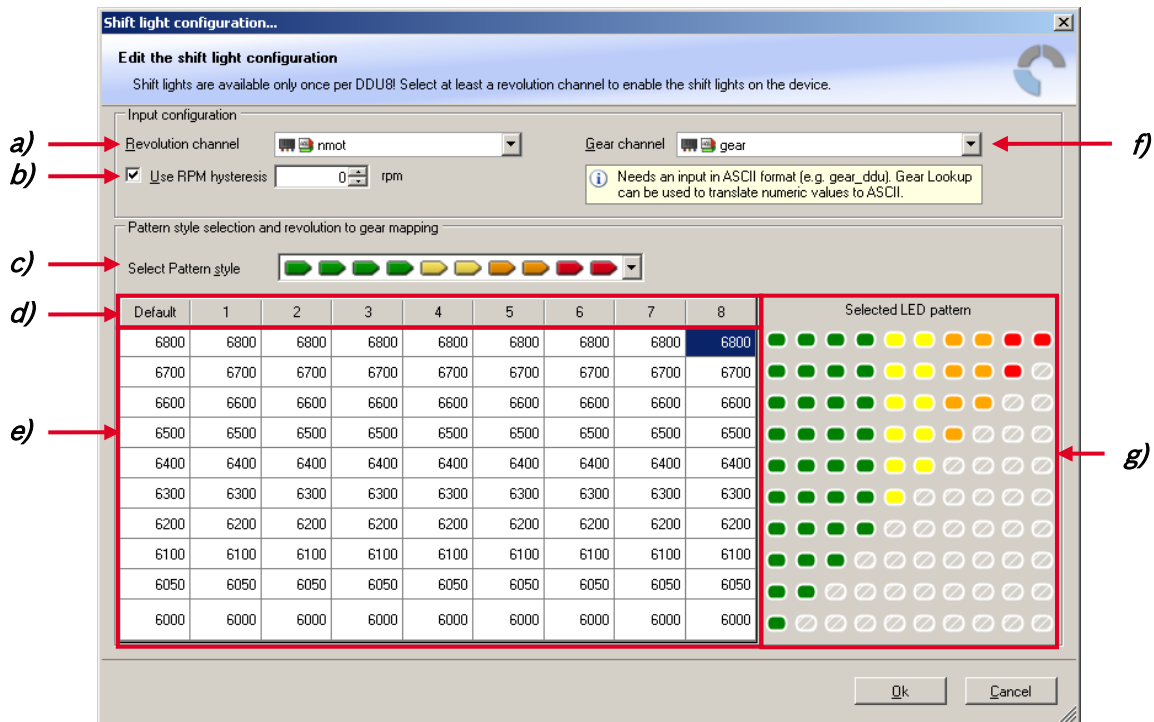 Shift light configuration...
Edit the shift light configuration
Shift lights are available only once per DDU8! Select at least a revolution channel to enable the shift lights on the device.
Input configuration
a) Revolution channel nmot Gear channel gear f)
b) Use RPM hysteresis 0 rpm
Needs an input in ASCII format (e.g. gear_ddu). Gear Lookup
can be used to translate numeric values to ASCII.
Pattern style selection and revolution to gear mapping
c) Select Pattern style
d) Default 1 2 3 4 5 6 7 8 Selected LED pattern
6800 6800 6800 6800 6800 6800 6800 6800 6800
6700 6700 6700 6700 6700 6700 6700 6700 6700
6600 6600 6600 6600 6600 6600 6600 6600 6600
e) 6500 6500 6500 6500 6500 6500 6500 6500 6500
6400 6400 6400 6400 6400 6400 6400 6400 6400 g)
6300 6300 6300 6300 6300 6300 6300 6300 6300
6200 6200 6200 6200 6200 6200 6200 6200 6200
6100 6100 6100 6100 6100 6100 6100 6100 6100
6050 6050 6050 6050 6050 6050 6050 6050 6050
6000 6000 6000 6000 6000 6000 6000 6000 6000
Ok Cancel